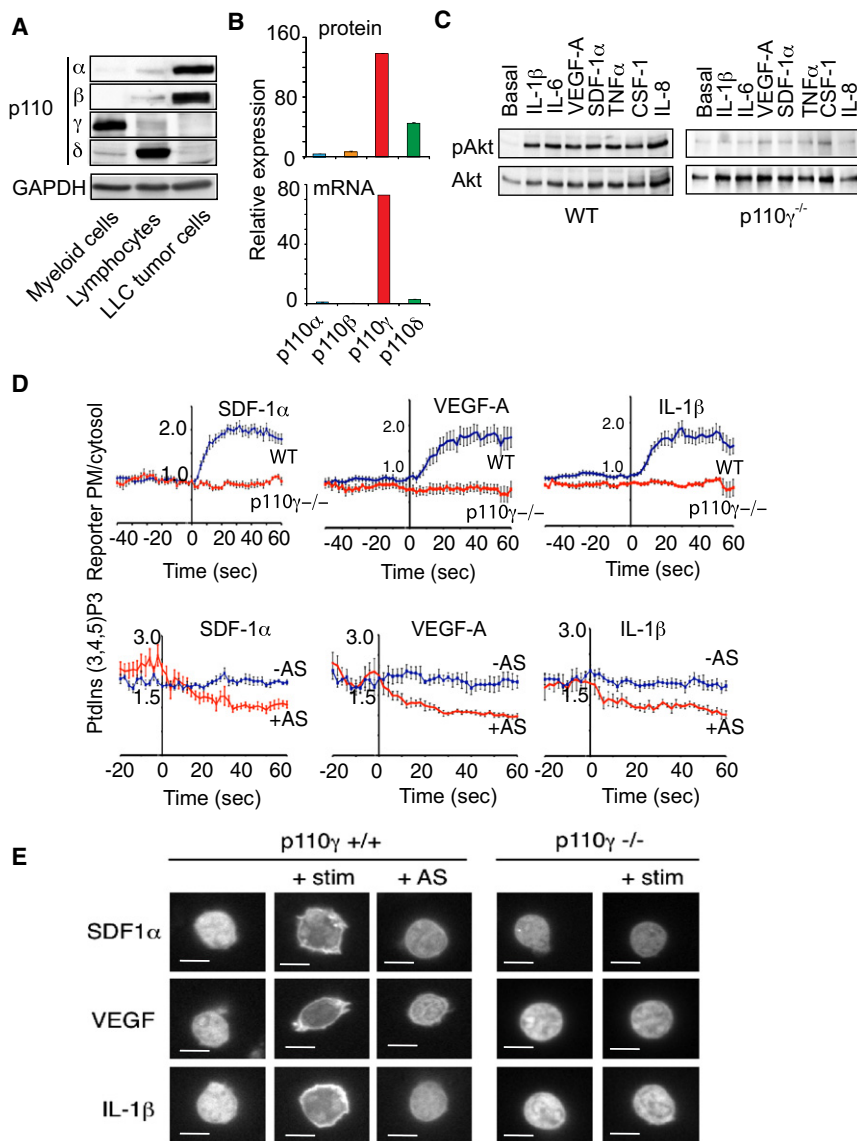 A
p110
α
β
γ
δ
GAPDH
Myeloid cells
Lymphocytes
LLC tumor cells
B
Relative expression
protein
160
80
0
mRNA
80
40
0
p110α
p110β
p110γ
p110δ
C
Basal
IL-1β
IL-6
VEGF-A
SDF-1α
TNFα
CSF-1
IL-8
Basal
IL-1β
IL-6
VEGF-A
SDF-1α
TNFα
CSF-1
IL-8
pAkt
Akt
WT
p110γ-/-
D
PtdIns (3,4,5)P3 Reporter PM/cytosol
SDF-1α
2.0
1.0
WT
p110γ–/–
-40 -20 0 20 40 60
Time (sec)
VEGF-A
2.0
1.0
WT
p110γ–/–
-40 -20 0 20 40 60
Time (sec)
IL-1β
2.0
1.0
WT
p110γ–/–
-40 -20 0 20 40 60
Time (sec)
SDF-1α
3.0
1.5
-AS
+AS
-20 0 20 40 60
Time (sec)
VEGF-A
3.0
1.5
-AS
+AS
-20 0 20 40 60
Time (sec)
IL-1β
3.0
1.5
-AS
+AS
-20 0 20 40 60
Time (sec)
E
p110γ +/+
p110γ -/-
+ stim
+ AS
+ stim
SDF1α
VEGF
IL-1β